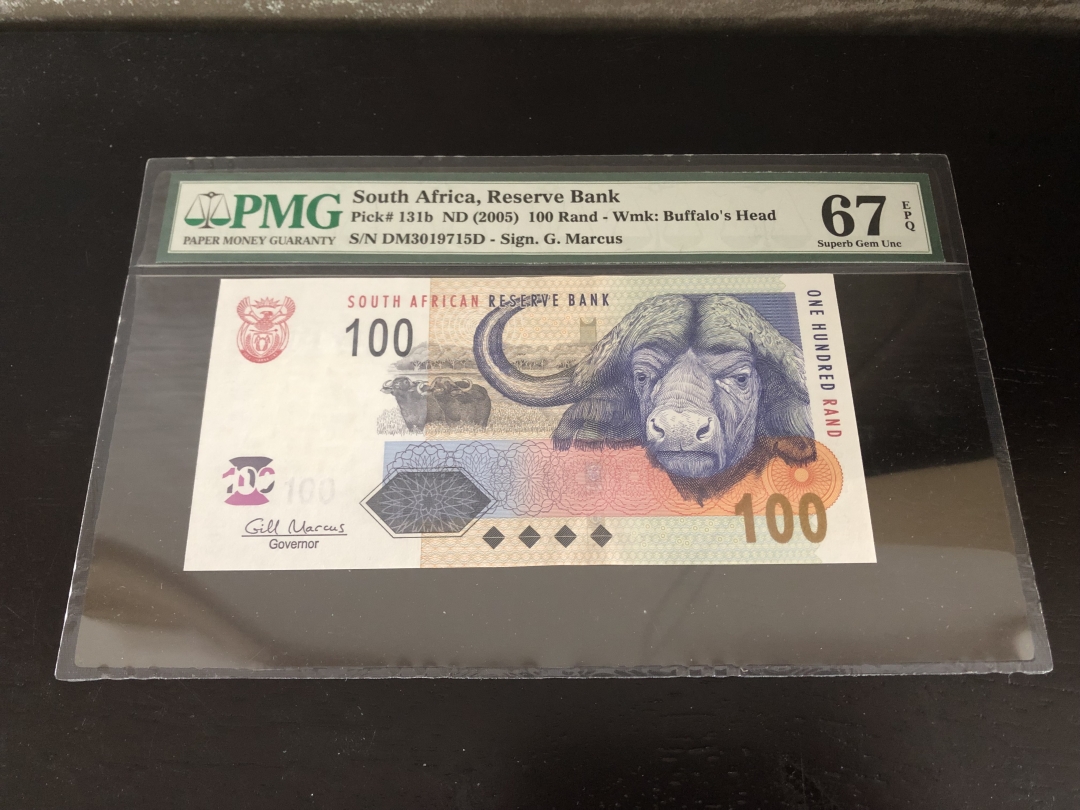 PMG
PAPER MONEY GUARANTY
South Africa, Reserve Bank
Pick# 131b ND (2005) 100 Rand - Wmk: Buffalo's Head
S/N DM3019715D - Sign. G. Marcus
67
EPQ
Superb Gem Unc
SOUTH AFRICAN RESERVE BANK
100
ONE HUNDRED RAND
100
100
Gill Marcus
Governor
100